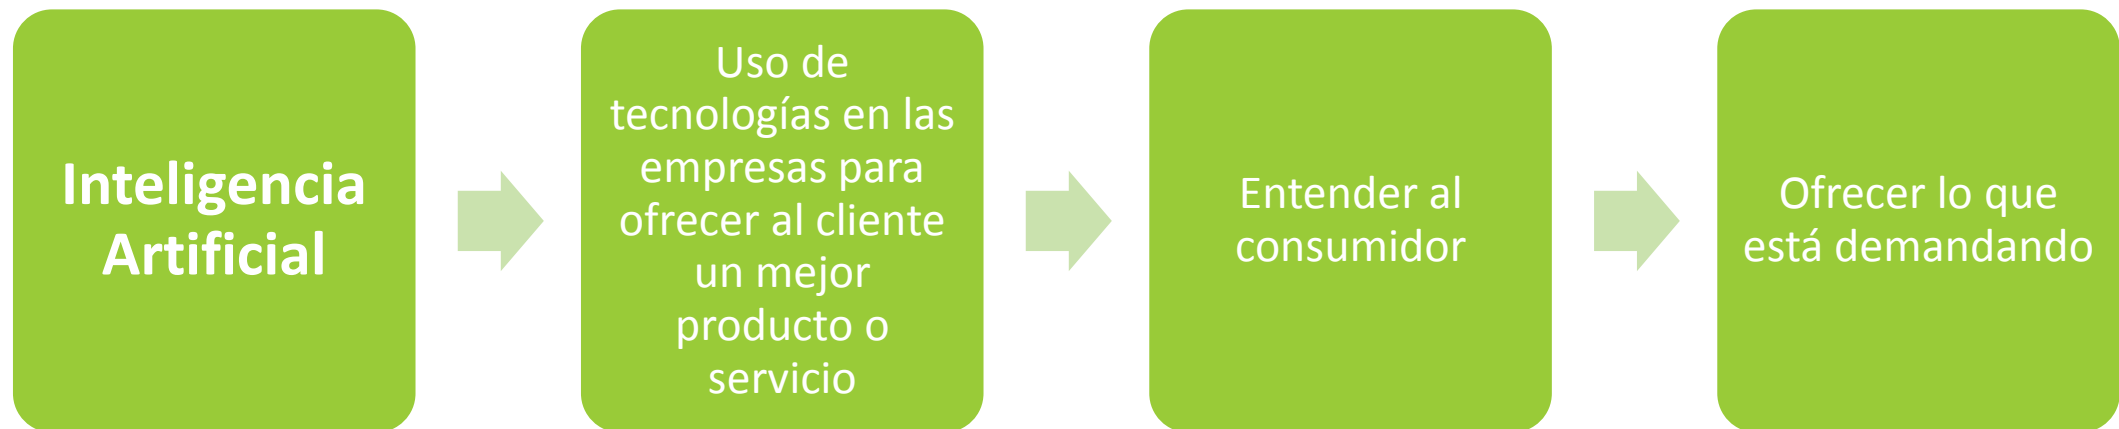 Inteligencia
Artificial
Uso de
tecnologías en las
empresas para
ofrecer al cliente
un mejor
producto o
servicio
Entender al
consumidor
Ofrecer lo que
está demandando